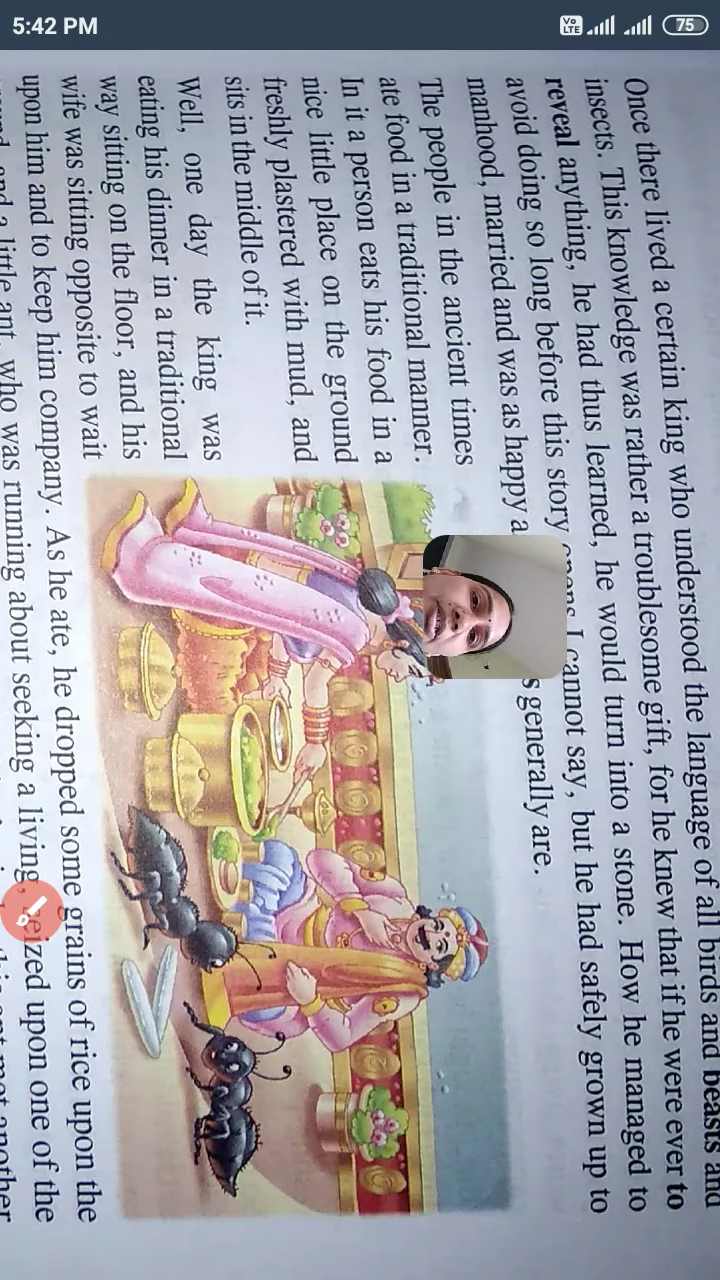 5:42 PM
Vo LTE
75
Once there lived a certain king who understood the language of all birds and beasts and
insects. This knowledge was rather a troublesome gift, for he knew that if he were ever to
reveal anything, he had thus learned, he would turn into a stone. How he managed to
avoid doing so long before this story I cannot say, but he had safely grown up to
manhood, married and was as happy generally are.
The people in the ancient times
ate food in a traditional manner.
In it a person eats his food in a
nice little place on the ground
freshly plastered with mud, and
sits in the middle of it.
Well, one day the king was
eating his dinner in a traditional
way sitting on the floor, and his
wife was sitting opposite to wait
upon him and to keep him company. As he ate, he dropped some grains of rice upon the
and a little ant, who was running about seeking a living, upon one of the
another